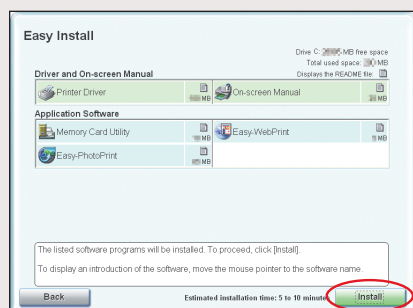 Easy Install
Drive C: MB free space
Total used space: MB
Driver and On-screen Manual
Displays the README file:
Printer Driver
MB
On-screen Manual
MB
Application Software
Memory Card Utility
MB
Easy-WebPrint
MB
Easy-PhotoPrint
MB
The listed software programs will be installed. To proceed, click [Install].
To display an introduction of the software, move the mouse pointer to the software name.
Back
Estimated installation time: 5 to 10 minutes
Install